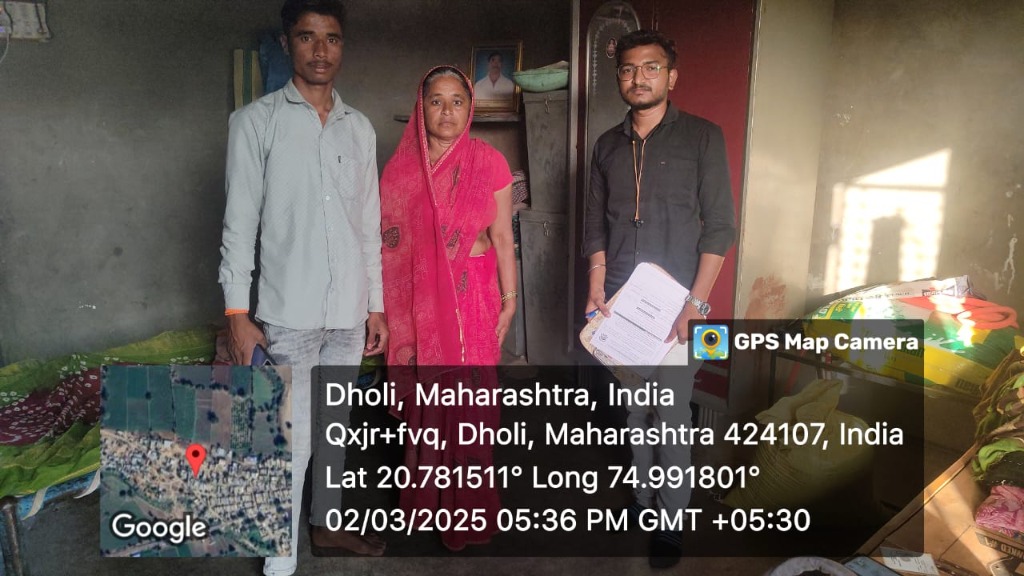 GPS Map Camera
Dholi, Maharashtra, India
Qxjr+fvq, Dholi, Maharashtra 424107, India
Lat 20.781511° Long 74.991801°
02/03/2025 05:36 PM GMT +05:30
Google